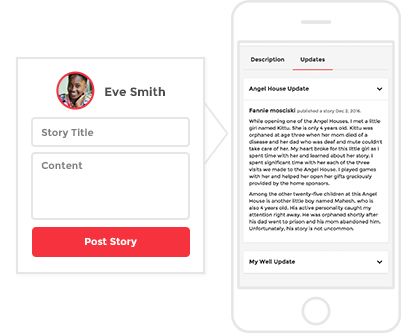 Eve Smith
Story Title
Content
Post Story
Description
Updates
Angel House Update
Fannie mosciski published a story Dec 2, 2016.
While opening one of the Angel Houses. I met a little
girl named Kittu. She is only 4 years old. Kittu was
orphaned at age three when her mom died of a
disease and her dad who was deaf and mute couldn't
take care of her. My heart broke for this little girl as I
spent time with her and learned about her story. I
spent significant time with her each of the three
visits we made to the Angel House. I played games
with her and helped her open her gifts graciously
provided by the home sponsors.
Among the other twenty-five children at this Angel
House is another little boy named Mahesh, who is
also 4 years old. His active personality caught my
attention right away. He was orphaned shortly after
his dad went to prison and his mom abandoned him.
Unfortunately, his story is not uncommon.
My Well Update